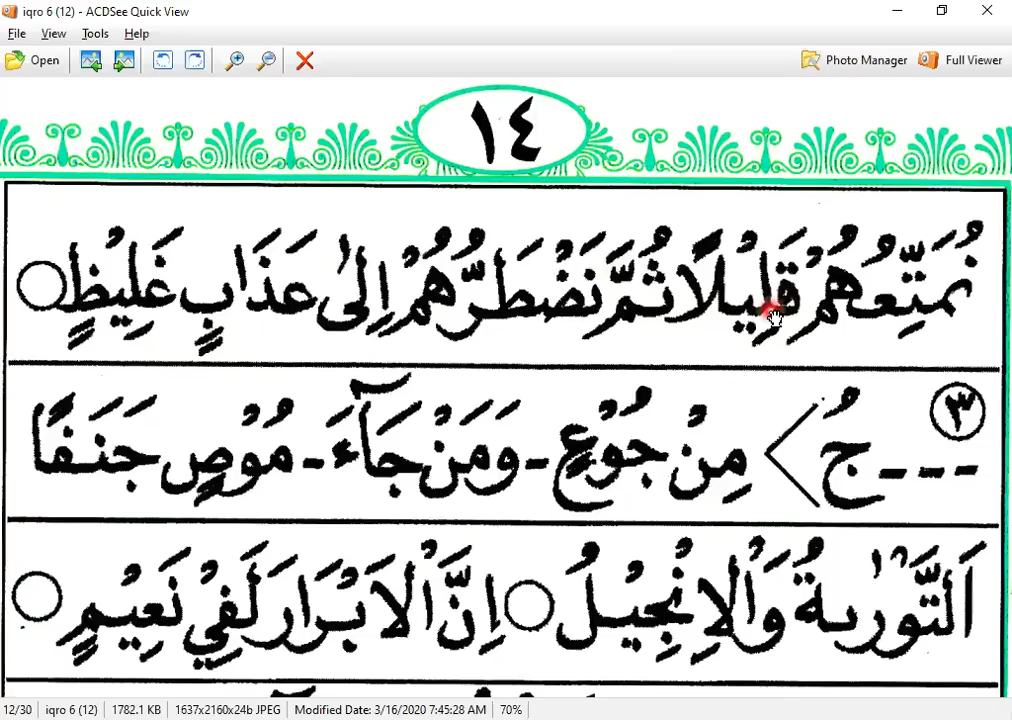 iqro 6 (12) - ACDSee Quick View
File View Tools Help
Open Photo Manager Full Viewer
١٤
نُمَتِّعُهُمْ قَلِيْلًا ثُمَّ نَضْطَرُّهُمْ اِلٰى عَذَابٍ غَلِيْظٍ
٣ ـ ـ ـ جُ > مِنْ جُوْعٍ - وَمَنْ جَآءَ - مُوْصٍ جَنَفًا
اَلتَّوْرٰىةُ وَالْاِنْجِيْلُ اِنَّ الْاَبْرَارَ لَفِيْ نَعِيْمٍ
12/30 iqro 6 (12) 1782.1 KB 1637x2160x24b JPEG Modified Date: 3/16/2020 7:45:28 AM 70%